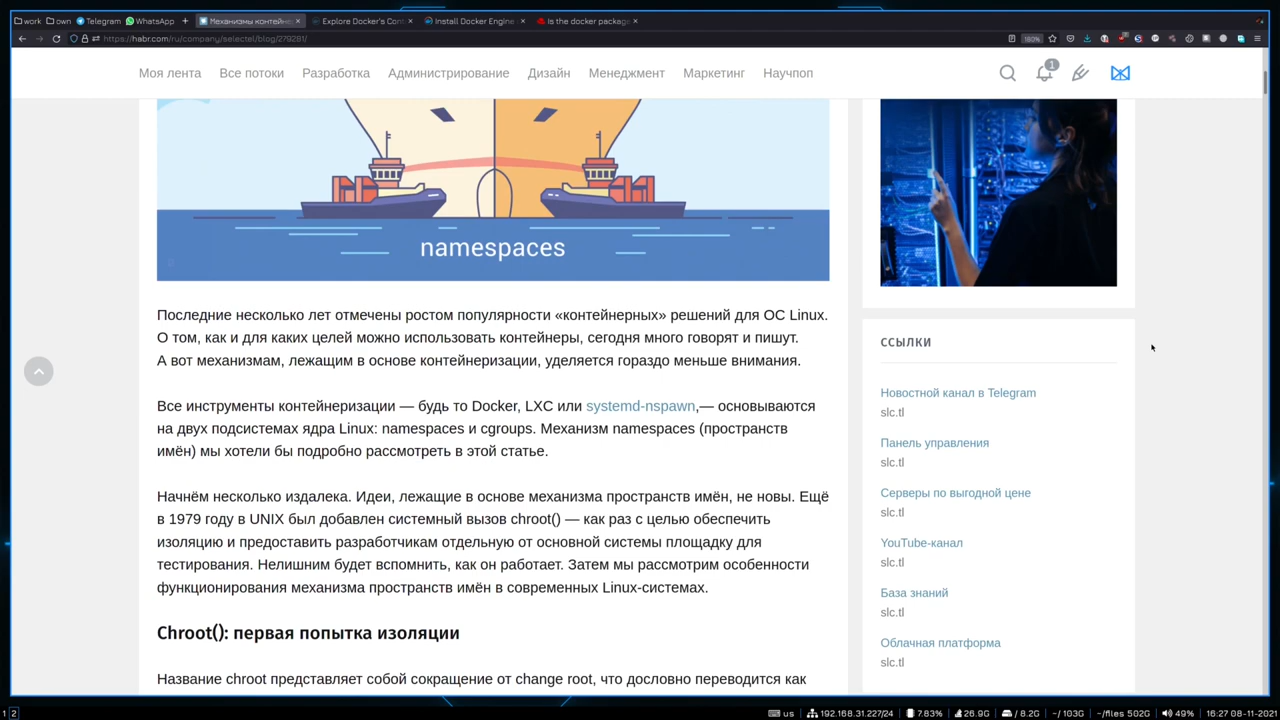 work own Telegram WhatsApp + Механизмы контейне × Explore Docker's Con × Install Docker Engine × Is the docker package ×
https://habr.com/ru/company/selectel/blog/279281/ 160%
Моя лента Все потоки Разработка Администрирование Дизайн Менеджмент Маркетинг Научпоп 1
namespaces
Последние несколько лет отмечены ростом популярности «контейнерных» решений для ОС Linux.
О том, как и для каких целей можно использовать контейнеры, сегодня много говорят и пишут.
А вот механизмам, лежащим в основе контейнеризации, уделяется гораздо меньше внимания.
Все инструменты контейнеризации — будь то Docker, LXC или systemd-nspawn,— основываются
на двух подсистемах ядра Linux: namespaces и cgroups. Механизм namespaces (пространств
имён) мы хотели бы подробно рассмотреть в этой статье.
Начнём несколько издалека. Идеи, лежащие в основе механизма пространств имён, не новы. Ещё
в 1979 году в UNIX был добавлен системный вызов chroot() — как раз с целью обеспечить
изоляцию и предоставить разработчикам отдельную от основной системы площадку для
тестирования. Нелишним будет вспомнить, как он работает. Затем мы рассмотрим особенности
функционирования механизма пространств имён в современных Linux-системах.
Chroot(): первая попытка изоляции
Название chroot представляет собой сокращение от change root, что дословно переводится как
ССЫЛКИ
Новостной канал в Telegram
slc.tl
Панель управления
slc.tl
Серверы по выгодной цене
slc.tl
YouTube-канал
slc.tl
База знаний
slc.tl
Облачная платформа
slc.tl
1 2 us 192.168.31.227/24 7.83% 26.9G / 8.2G ~/ 103G ~/files 502G 49% 16:27 08-11-2021